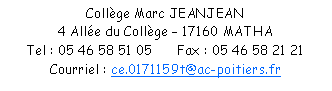 Collège Marc JEANJEAN
4 Allée du Collège – 17160 MATHA
Tel : 05 46 58 51 05 Fax : 05 46 58 21 21
Courriel : ce.0171159t@ac-poitiers.fr